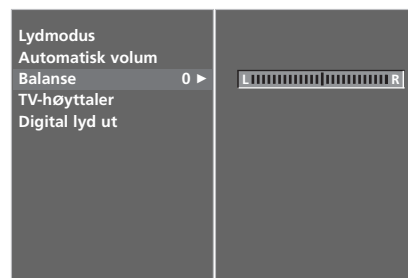 Lydmodus
Automatisk volum
Balanse 0 ►
L R
TV-høyttaler
Digital lyd ut